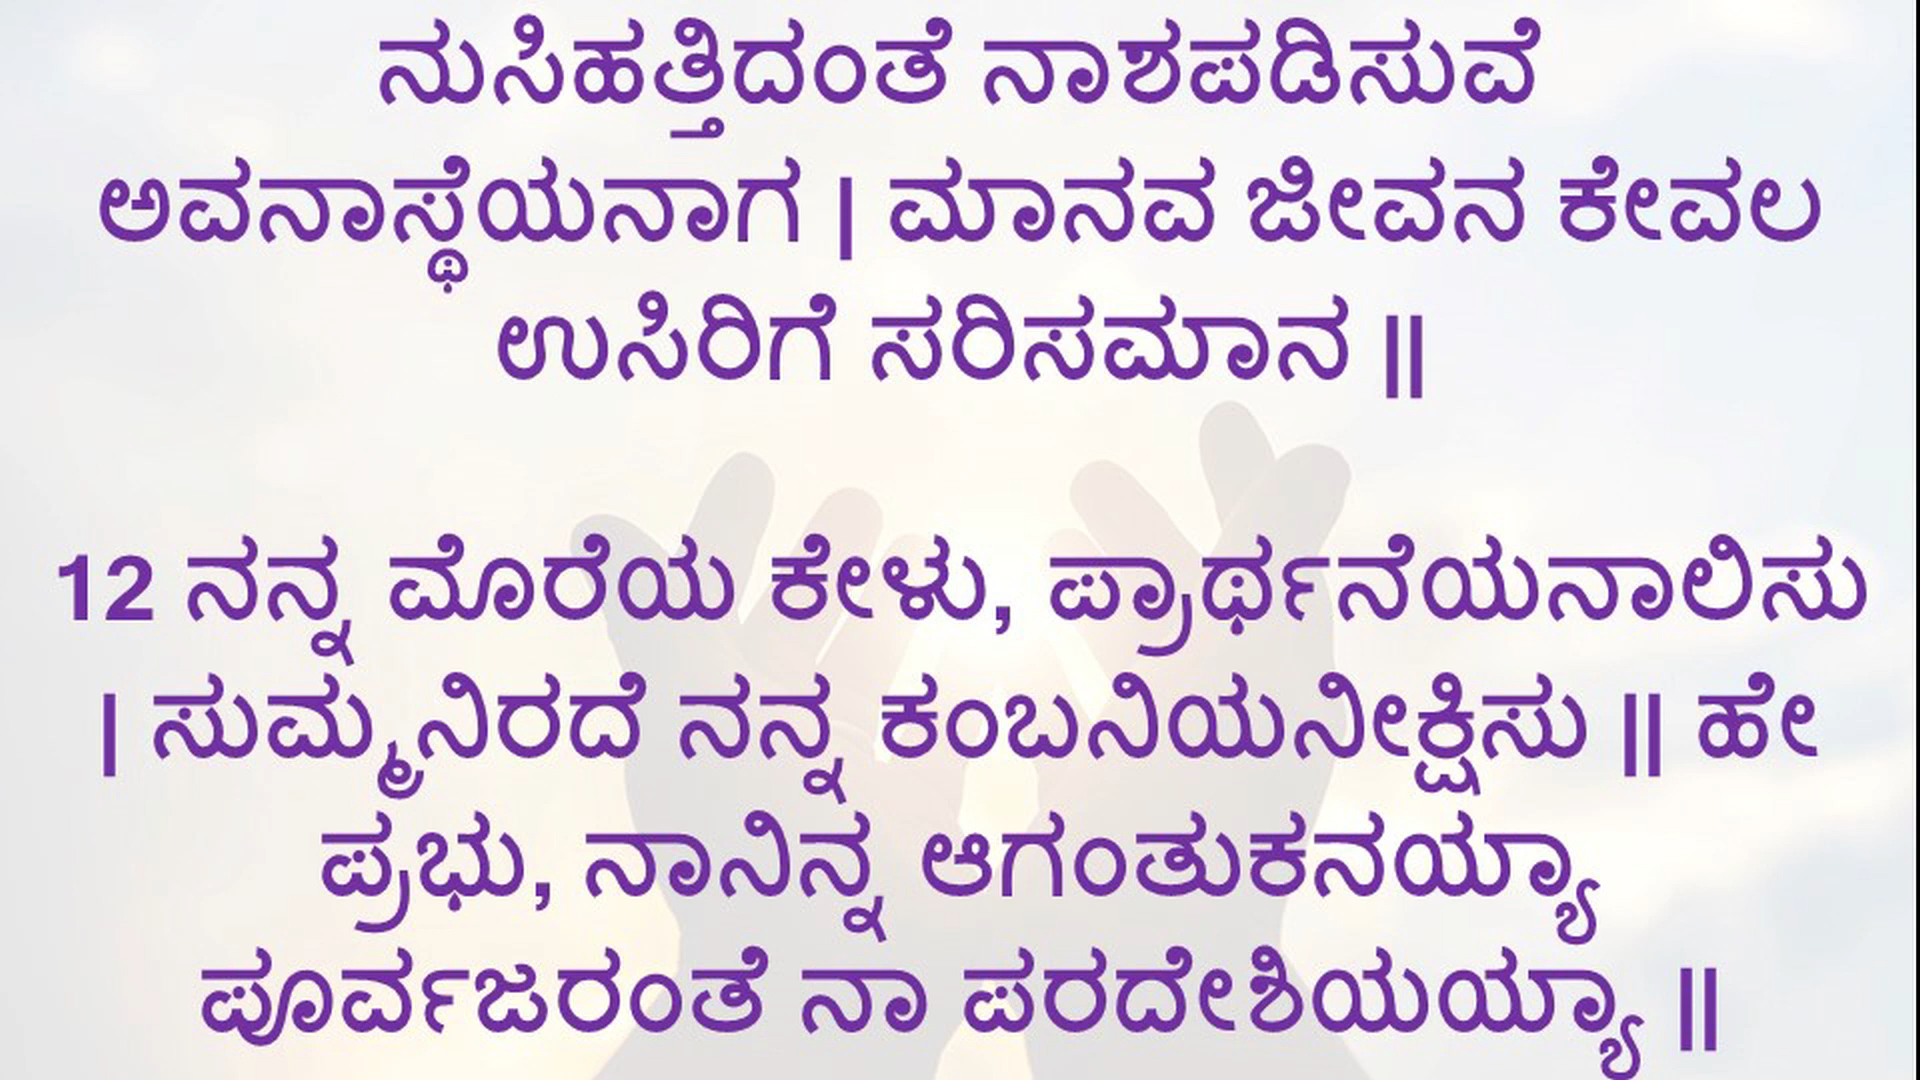 ನುಸಿಹತ್ತಿದಂತೆ ನಾಶಪಡಿಸುವೆ
ಅವನಾಸ್ಥೆಯನಾಗ | ಮಾನವ ಜೀವನ ಕೇವಲ
ಉಸಿರಿಗೆ ಸರಿಸಮಾನ ||
12 ನನ್ನ ಮೊರೆಯ ಕೇಳು, ಪ್ರಾರ್ಥನೆಯನಾಲಿಸು
| ಸುಮ್ಮನಿರದೆ ನನ್ನ ಕಂಬನಿಯನೀಕ್ಷಿಸು || ಹೇ
ಪ್ರಭು, ನಾನಿನ್ನ ಆಗಂತುಕನಯ್ಯಾ
ಪೂರ್ವಜರಂತೆ ನಾ ಪರದೇಶಿಯಯ್ಯಾ ||